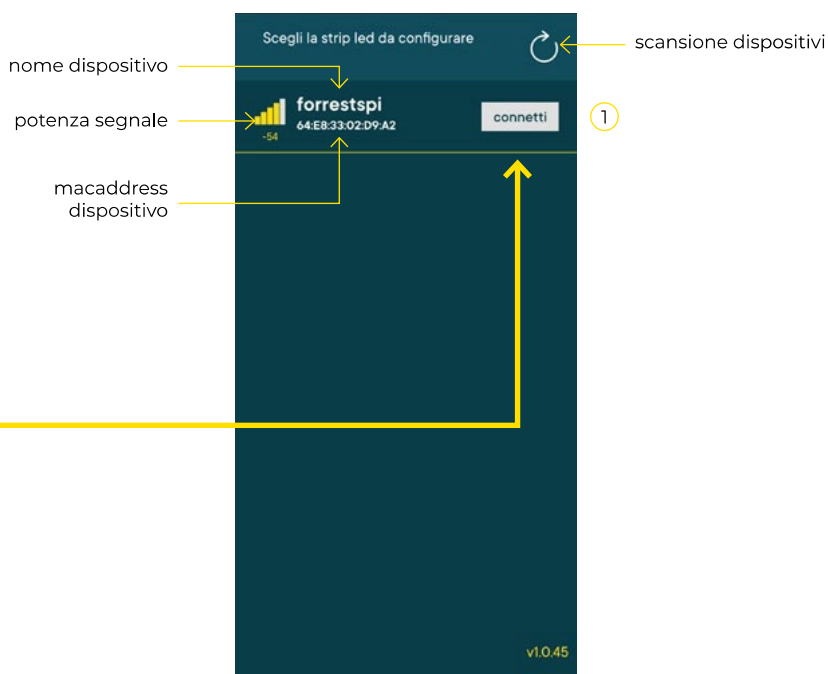 Scegli la strip led da configurare
scansione dispositivi
nome dispositivo
forrestspi
potenza segnale
64:E8:33:02:D9:A2
connetti
1
-54
macaddress
dispositivo
v1.0.45